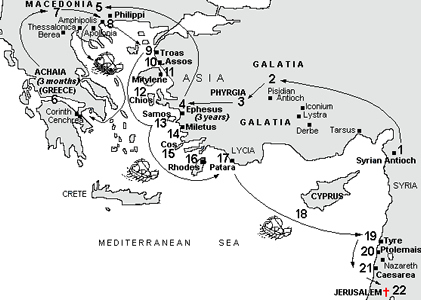 MACEDONIA
5
7
8
Philippi
Amphipolis
Thessalonica
Apollonia
Berea
9
Troas
10
Assos
11
Mitylene
ASIA
GALATIA
2
ACHAIA
(3 months)
(GREECE)
6
12
Chios
PHYRGIA
3
Pisidian
Antioch
4
Ephesus
(3 years)
Iconium
Lystra
Corinth
Cenchrea
Samos
13
GALATIA
Derbe
Tarsus
14
Miletus
Cos
15
LYCIA
1
Syrian Antioch
16
Rhodes
17
Patara
SYRIA
CRETE
CYPRUS
18
MEDITERRANEAN SEA
19
Tyre
20
Ptolemais
Nazareth
21
Caesarea
JERUSALEM
22